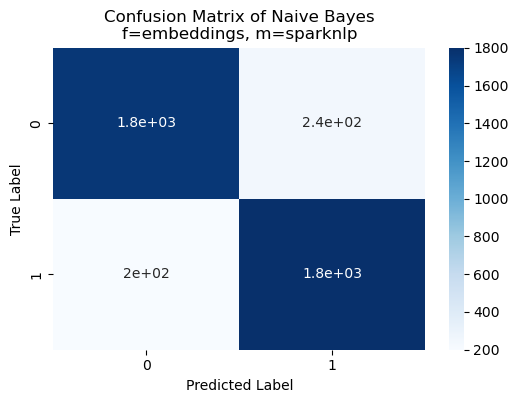 Confusion Matrix of Naive Bayes
f=embeddings, m=sparknlp
True Label
0
1
1.8e+03 2.4e+02
2e+02 1.8e+03
0 1
Predicted Label
1800
1600
1400
1200
1000
800
600
400
200